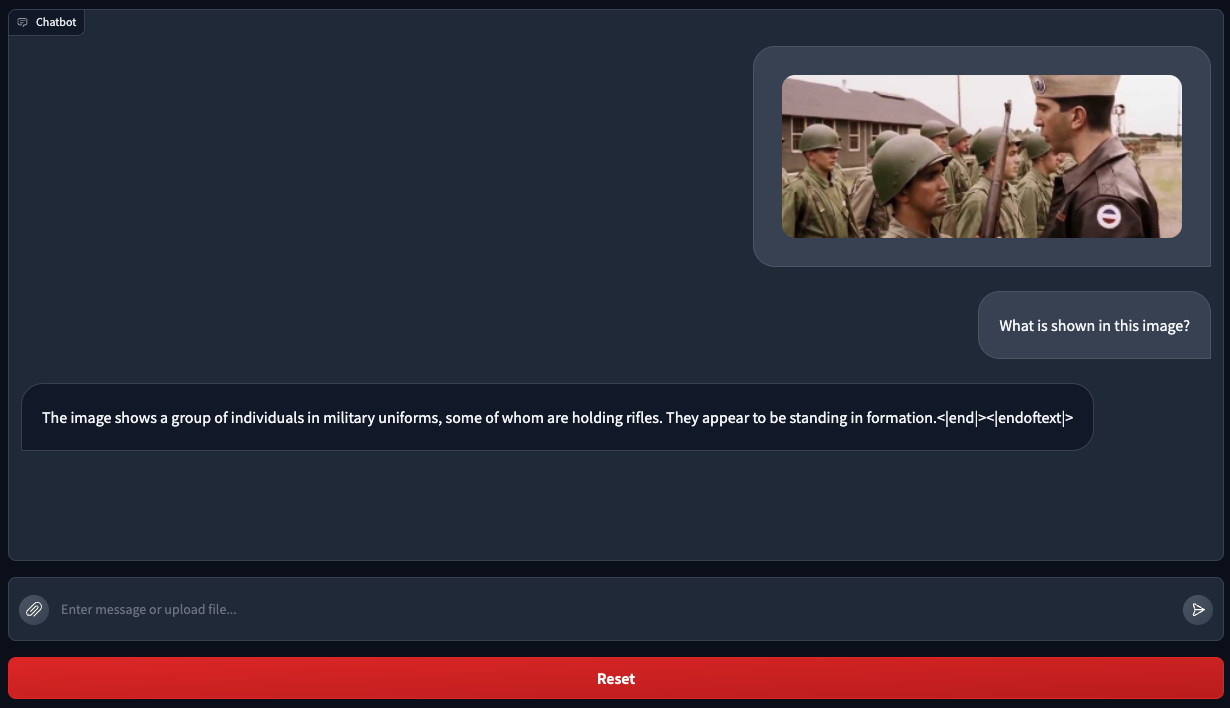 Chatbot
What is shown in this image?
The image shows a group of individuals in military uniforms, some of whom are holding rifles. They appear to be standing in formation.<|end|><|endoftext|>
Enter message or upload file...
Reset